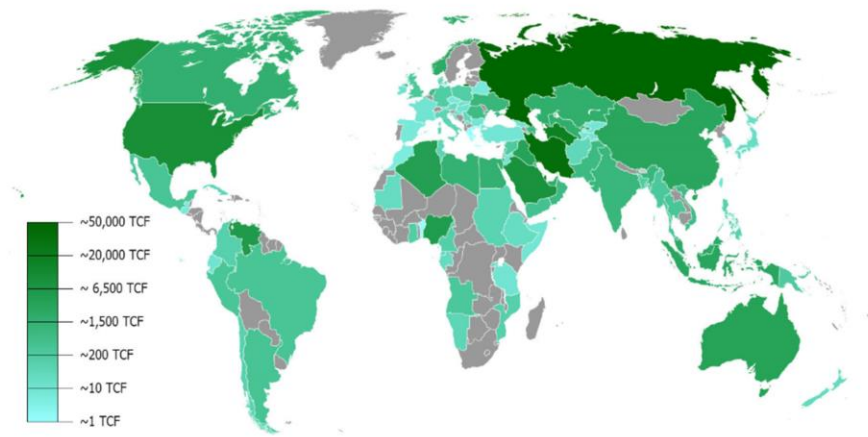 ~50,000 TCF
~20,000 TCF
~ 6,500 TCF
~1,500 TCF
~200 TCF
~10 TCF
~1 TCF